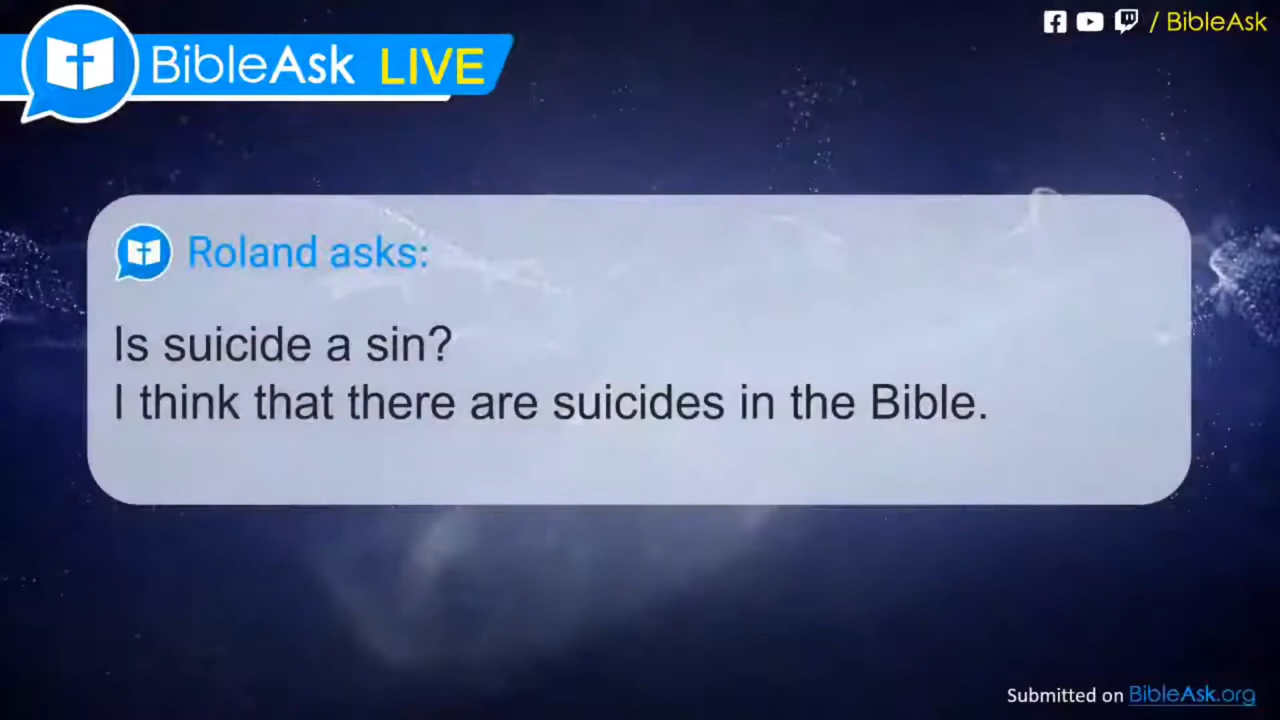 BibleAsk LIVE
/ BibleAsk
Roland asks:
Is suicide a sin?
I think that there are suicides in the Bible.
Submitted on BibleAsk.org